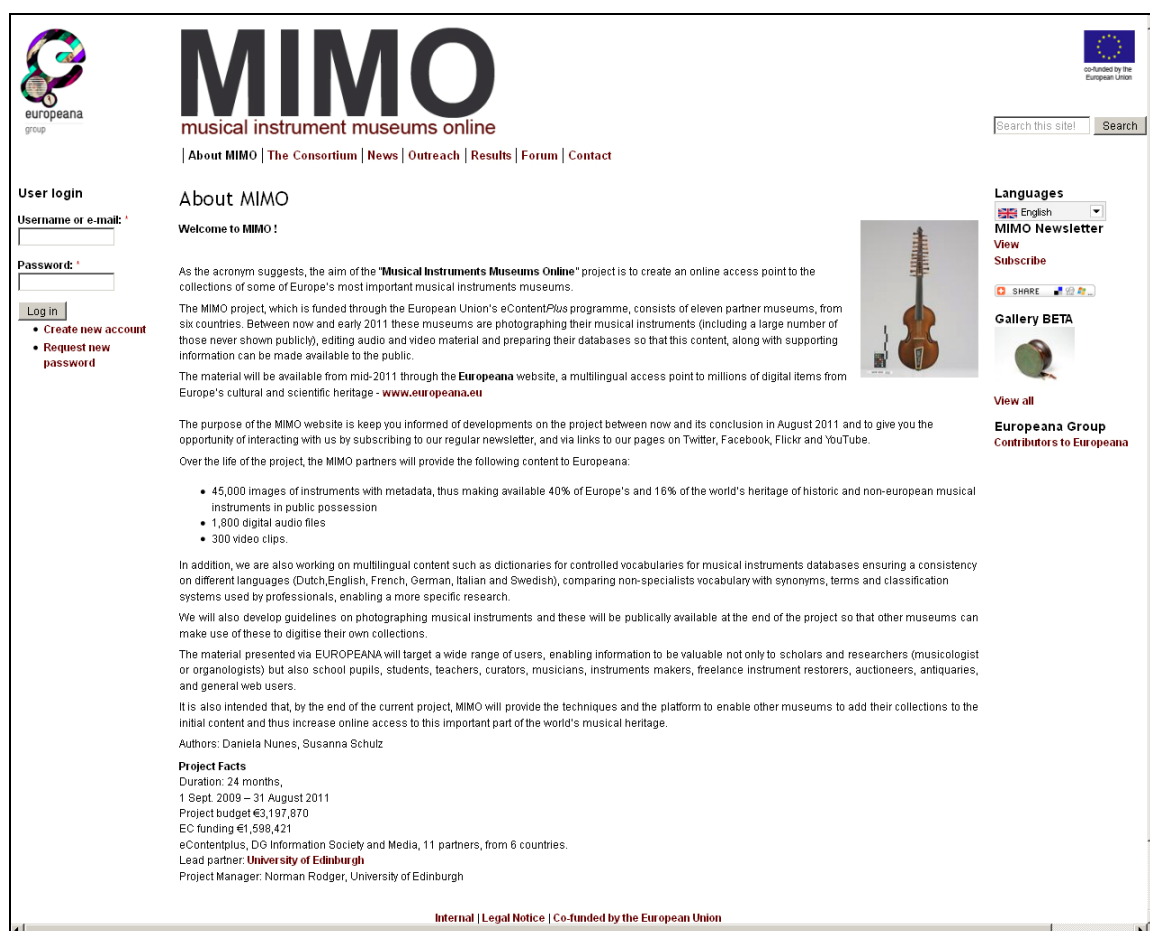 europeana
group
MIMO
musical instrument museums online
co-funded by the
European Union
Search this site!
Search
About MIMO | The Consortium | News | Outreach | Results | Forum | Contact
User login
Username or e-mail: *
Password: *
Log in
• Create new account
• Request new
password
About MIMO
Welcome to MIMO !
As the acronym suggests, the aim of the "Musical Instruments Museums Online" project is to create an online access point to the
collections of some of Europe's most important musical instruments museums.
The MIMO project, which is funded through the European Union's eContentPlus programme, consists of eleven partner museums, from
six countries. Between now and early 2011 these museums are photographing their musical instruments (including a large number of
those never shown publicly), editing audio and video material and preparing their databases so that this content, along with supporting
information can be made available to the public.
The material will be available from mid-2011 through the Europeana website, a multilingual access point to millions of digital items from
Europe's cultural and scientific heritage - www.europeana.eu
The purpose of the MIMO website is keep you informed of developments on the project between now and its conclusion in August 2011 and to give you the
opportunity of interacting with us by subscribing to our regular newsletter, and via links to our pages on Twitter, Facebook, Flickr and YouTube.
Over the life of the project, the MIMO partners will provide the following content to Europeana:
• 45,000 images of instruments with metadata, thus making available 40% of Europe's and 16% of the world's heritage of historic and non-european musical
instruments in public possession
• 1,800 digital audio files
• 300 video clips.
In addition, we are also working on multilingual content such as dictionaries for controlled vocabularies for musical instruments databases ensuring a consistency
on different languages (Dutch,English, French, German, Italian and Swedish), comparing non-specialists vocabulary with synonyms, terms and classification
systems used by professionals, enabling a more specific research.
We will also develop guidelines on photographing musical instruments and these will be publically available at the end of the project so that other museums can
make use of these to digitise their own collections.
The material presented via EUROPEANA will target a wide range of users, enabling information to be valuable not only to scholars and researchers (musicologist
or organologists) but also school pupils, students, teachers, curators, musicians, instruments makers, freelance instrument restorers, auctioneers, antiquaries,
and general web users.
It is also intended that, by the end of the current project, MIMO will provide the techniques and the platform to enable other museums to add their collections to the
initial content and thus increase online access to this important part of the world's musical heritage.
Authors: Daniela Nunes, Susanna Schulz
Project Facts
Duration: 24 months,
1 Sept. 2009 – 31 August 2011
Project budget €3,197,870
EC funding €1,598,421
eContentplus, DG Information Society and Media, 11 partners, from 6 countries.
Lead partner: University of Edinburgh
Project Manager: Norman Rodger, University of Edinburgh
Languages
English
MIMO Newsletter
View
Subscribe
SHARE
Gallery BETA
View all
Europeana Group
Contributors to Europeana
Internal | Legal Notice | Co-funded by the European Union